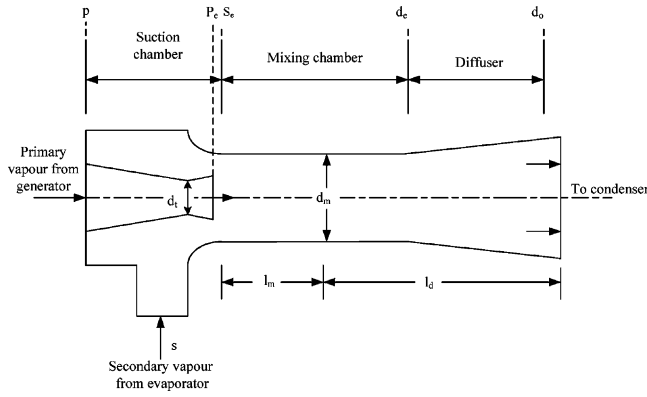 p
Pe Se
de
do
Suction
chamber
Mixing chamber
Diffuser
Primary
vapour from
generator
dt
dm
To condenser
lm
ld
s
Secondary vapour
from evaporator